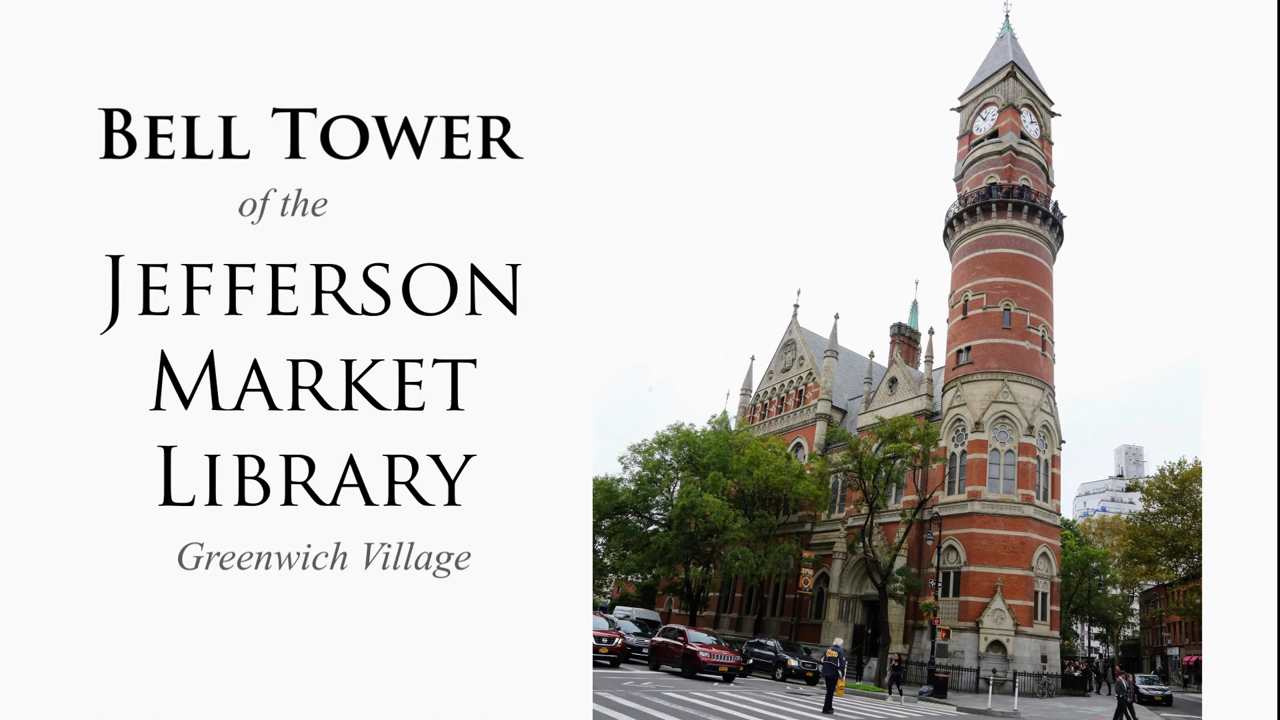 Bell Tower
of the
Jefferson
Market
Library
Greenwich Village